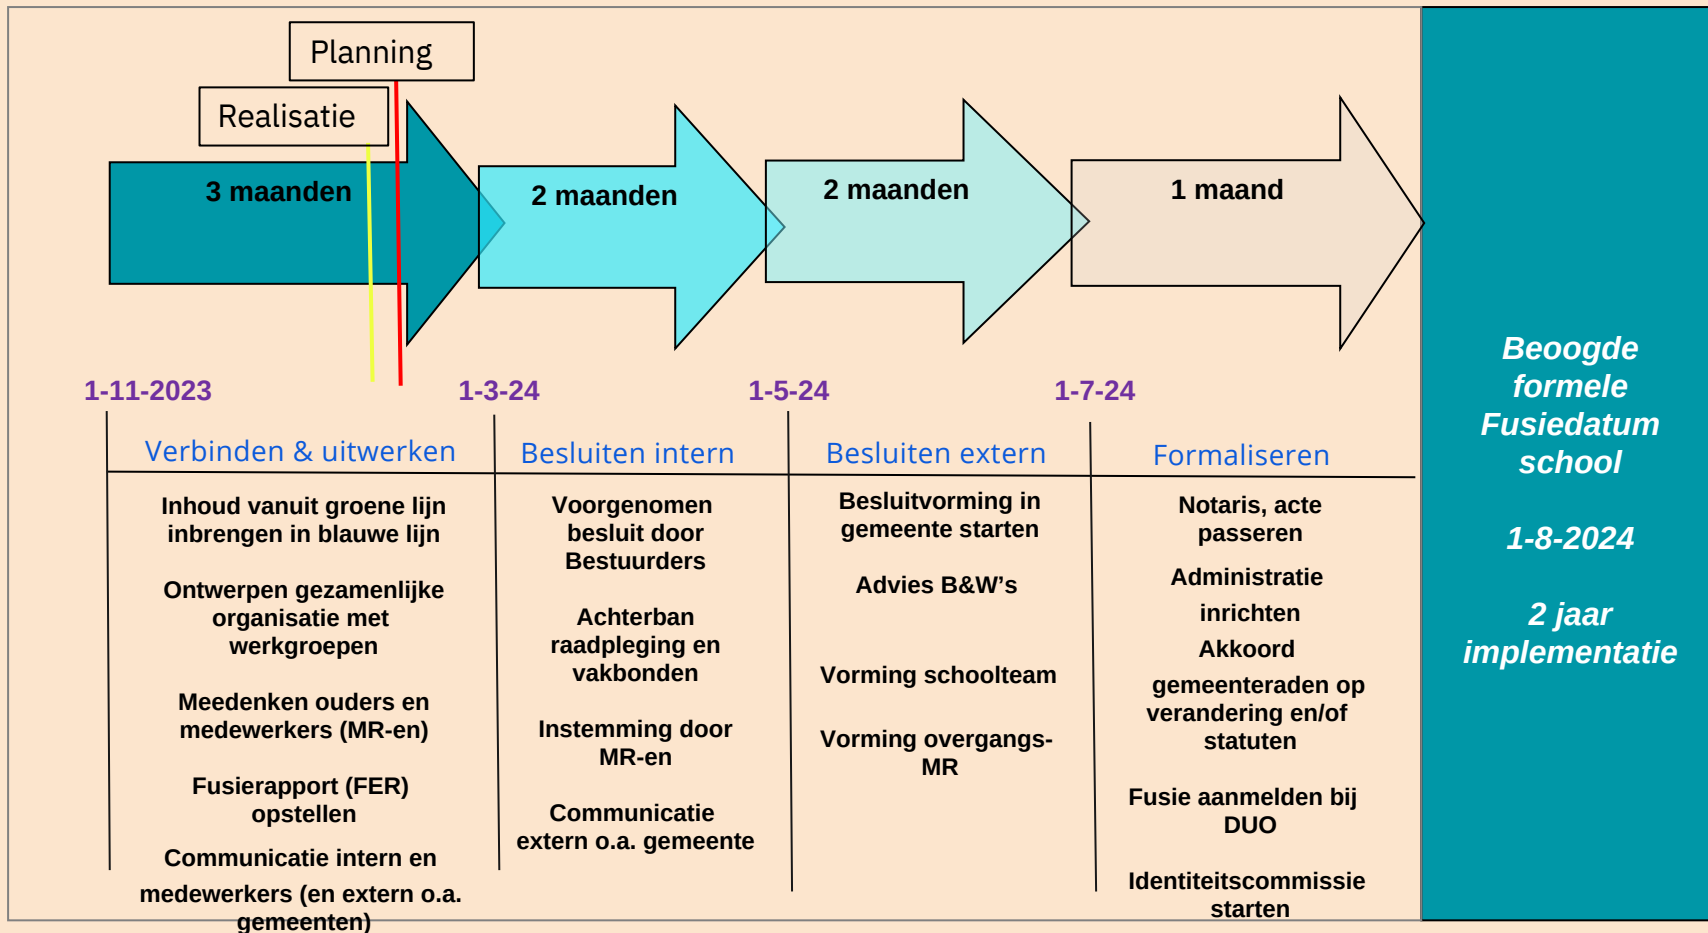 Planning
Realisatie
3 maanden
2 maanden
2 maanden
1 maand
1-11-2023
1-3-24
1-5-24
1-7-24
Verbinden & uitwerken
Inhoud vanuit groene lijn
inbrengen in blauwe lijn
Ontwerpen gezamenlijke
organisatie met
werkgroepen
Meedenken ouders en
medewerkers (MR-en)
Fusierapport (FER)
opstellen
Communicatie intern en
medewerkers (en extern o.a.
gemeenten)
Besluiten intern
Voorgenomen
besluit door
Bestuurders
Achterban
raadpleging en
vakbonden
Instemming door
MR-en
Communicatie
extern o.a. gemeente
Besluiten extern
Besluitvorming in
gemeente starten
Advies B&W’s
Vorming schoolteam
Vorming overgangs-
MR
Formaliseren
Notaris, acte
passeren
Administratie
inrichten
Akkoord
gemeenteraden op
verandering en/of
statuten
Fusie aanmelden bij
DUO
Identiteitscommissie
starten
Beoogde
formele
Fusiedatum
school
1-8-2024
2 jaar
implementatie